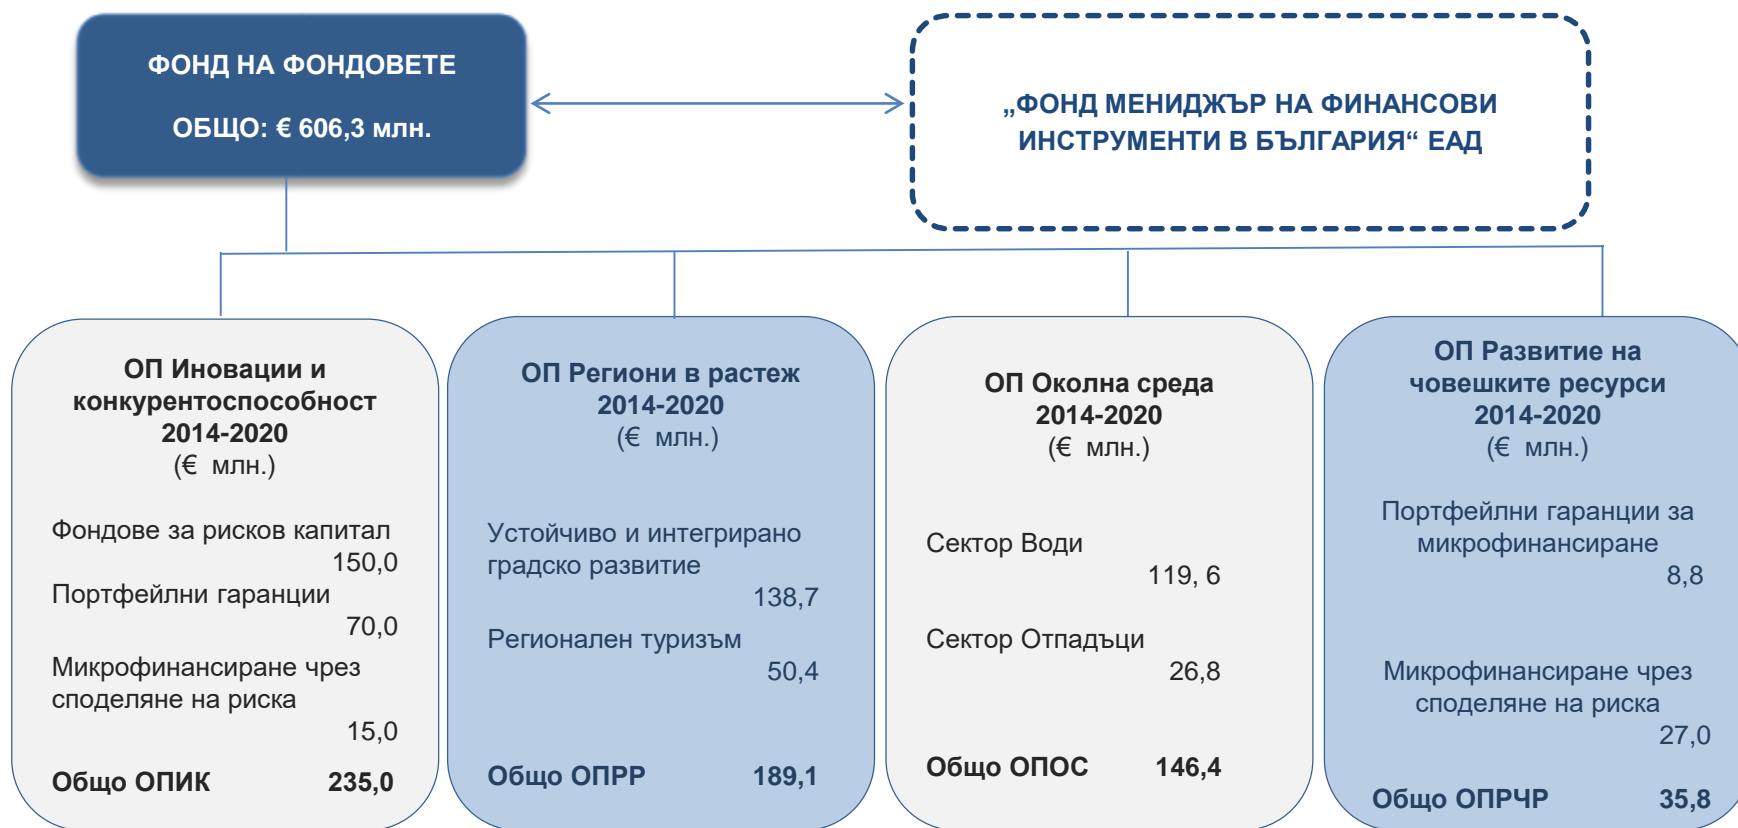 ФОНД НА ФОНДОВЕТЕ
ОБЩО: € 606,3 млн.
„ФОНД МЕНИДЖЪР НА ФИНАНСОВИ
ИНСТРУМЕНТИ В БЪЛГАРИЯ“ ЕАД
ОП Иновации и
конкурентоспособност
2014-2020
(€ млн.)
Фондове за рисков капитал
150,0
Портфейлни гаранции
70,0
Микрофинансиране чрез
споделяне на риска
15,0
Общо ОПИК 235,0
ОП Региони в растеж
2014-2020
(€ млн.)
Устойчиво и интегрирано
градско развитие
138,7
Регионален туризъм
50,4
Общо ОПРР 189,1
ОП Околна среда
2014-2020
(€ млн.)
Сектор Води
119, 6
Сектор Отпадъци
26,8
Общо ОПОС 146,4
ОП Развитие на
човешките ресурси
2014-2020
(€ млн.)
Портфейлни гаранции за
микрофинансиране
8,8
Микрофинансиране чрез
споделяне на риска
27,0
Общо ОПРЧР 35,8